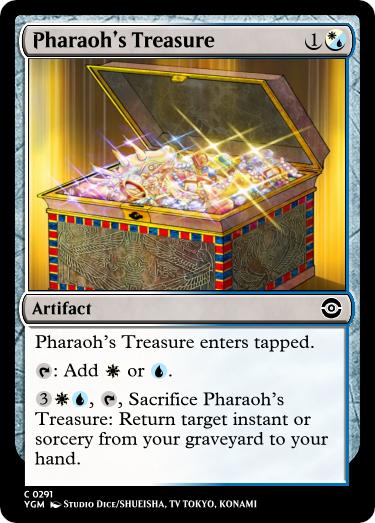 Pharaoh's Treasure 1
Artifact
Pharaoh's Treasure enters tapped.
: Add or .
3 , , Sacrifice Pharaoh's
Treasure: Return target instant or
sorcery from your graveyard to your
hand.
C 0291
YGM Studio Dice/SHUEISHA, TV TOKYO, KONAMI